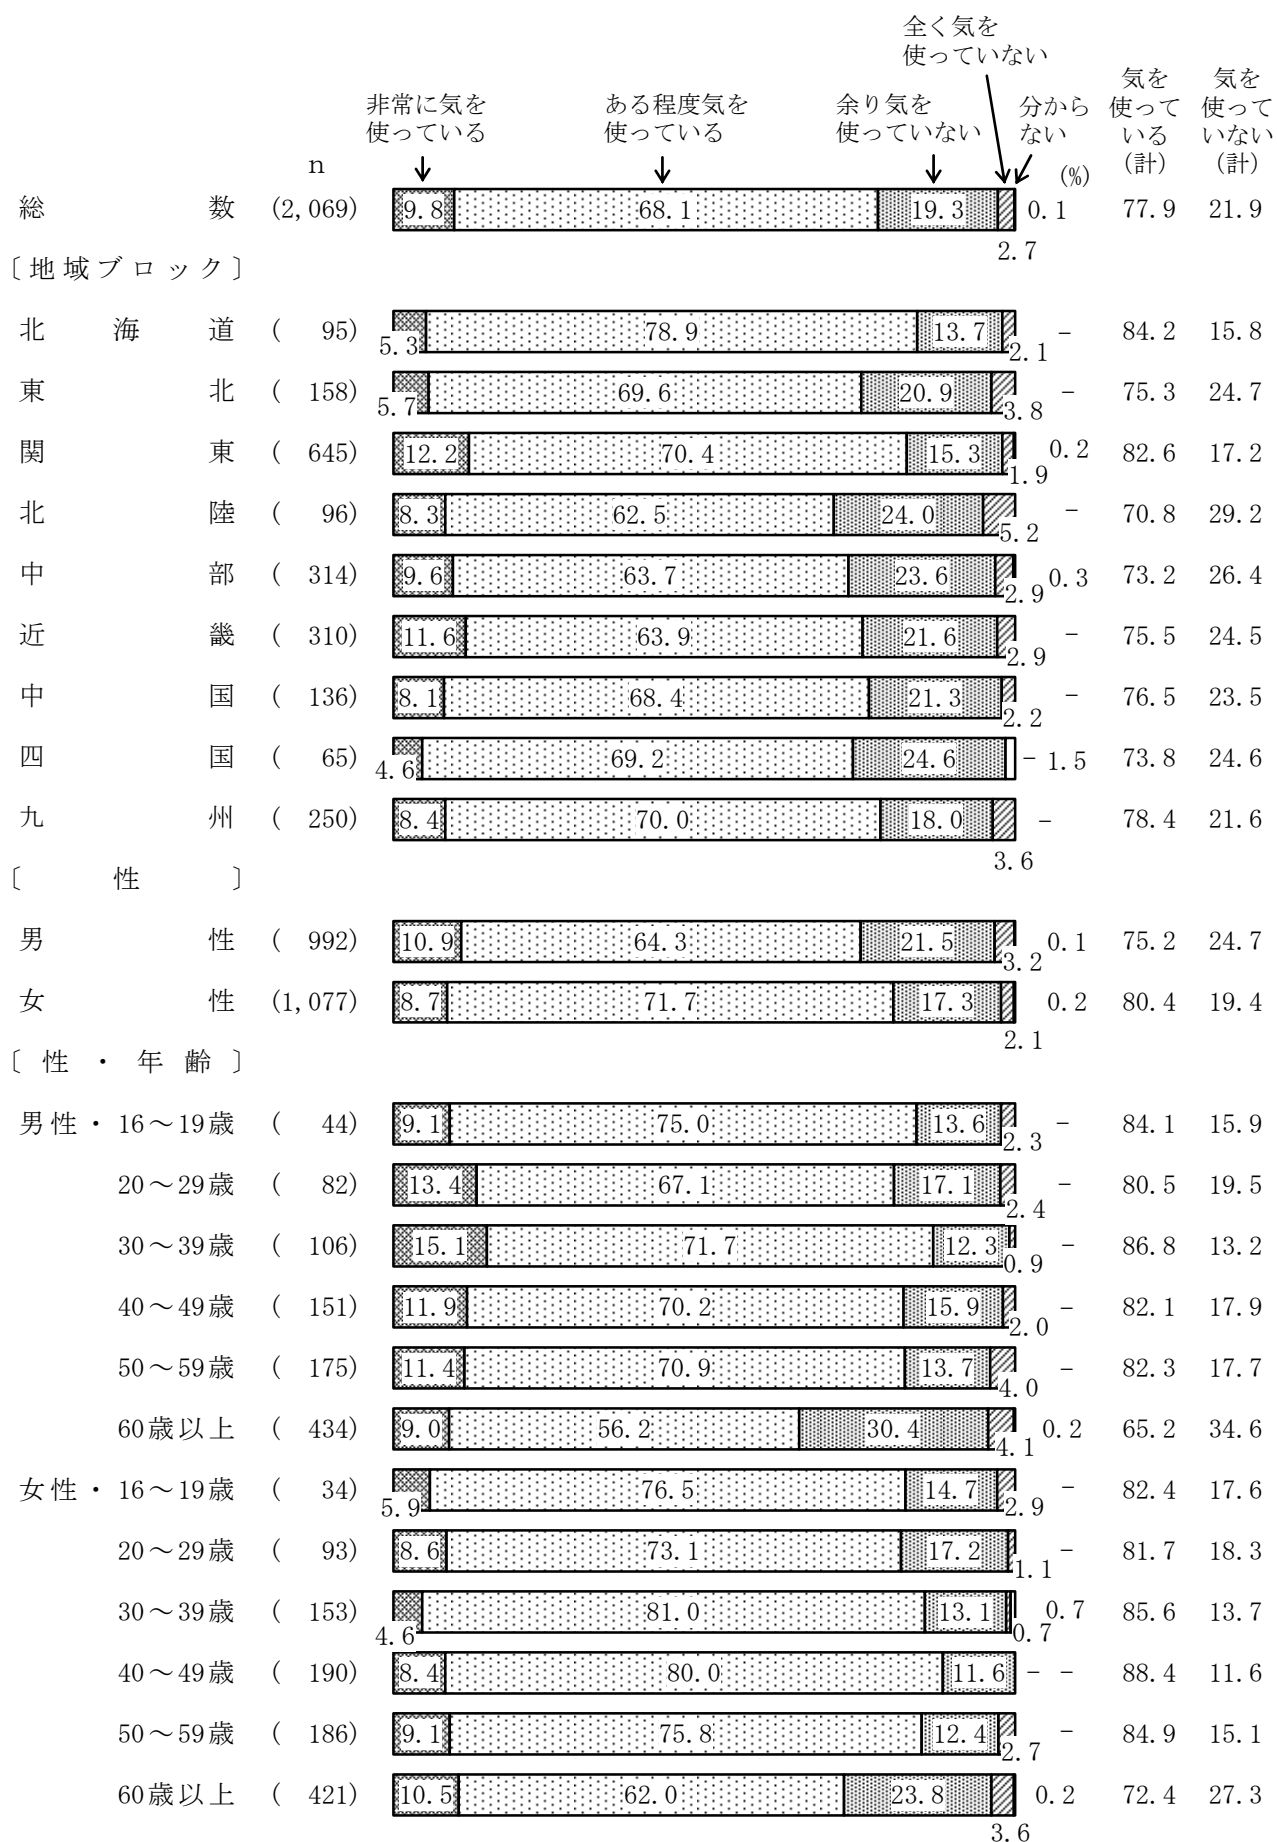 全く気を
使っていない
非常に気を
使っている
ある程度気を
使っている
余り気を
使っていない
分から
ない
気を
使って
いる
(計)
気を
使って
いない
(計)
n
(%)
総数 (2,069) 9.8 68.1 19.3 2.7 0.1 77.9 21.9
〔地域ブロック〕
北海道 ( 95) 5.3 78.9 13.7 2.1 − 84.2 15.8
東北 ( 158) 5.7 69.6 20.9 3.8 − 75.3 24.7
関東 ( 645) 12.2 70.4 15.3 1.9 0.2 82.6 17.2
北陸 ( 96) 8.3 62.5 24.0 5.2 − 70.8 29.2
中部 ( 314) 9.6 63.7 23.6 2.9 0.3 73.2 26.4
近畿 ( 310) 11.6 63.9 21.6 2.9 − 75.5 24.5
中国 ( 136) 8.1 68.4 21.3 2.2 − 76.5 23.5
四国 ( 65) 4.6 69.2 24.6 − 1.5 73.8 24.6
九州 ( 250) 8.4 70.0 18.0 3.6 − 78.4 21.6
〔性〕
男性 ( 992) 10.9 64.3 21.5 3.2 0.1 75.2 24.7
女性 (1,077) 8.7 71.7 17.3 2.1 0.2 80.4 19.4
〔性・年齢〕
男性・16～19歳 ( 44) 9.1 75.0 13.6 2.3 − 84.1 15.9
20～29歳 ( 82) 13.4 67.1 17.1 2.4 − 80.5 19.5
30～39歳 ( 106) 15.1 71.7 12.3 0.9 − 86.8 13.2
40～49歳 ( 151) 11.9 70.2 15.9 2.0 − 82.1 17.9
50～59歳 ( 175) 11.4 70.9 13.7 4.0 − 82.3 17.7
60歳以上 ( 434) 9.0 56.2 30.4 4.1 0.2 65.2 34.6
女性・16～19歳 ( 34) 5.9 76.5 14.7 2.9 − 82.4 17.6
20～29歳 ( 93) 8.6 73.1 17.2 1.1 − 81.7 18.3
30～39歳 ( 153) 4.6 81.0 13.1 0.7 0.7 85.6 13.7
40～49歳 ( 190) 8.4 80.0 11.6 − − 88.4 11.6
50～59歳 ( 186) 9.1 75.8 12.4 2.7 − 84.9 15.1
60歳以上 ( 421) 10.5 62.0 23.8 3.6 0.2 72.4 27.3